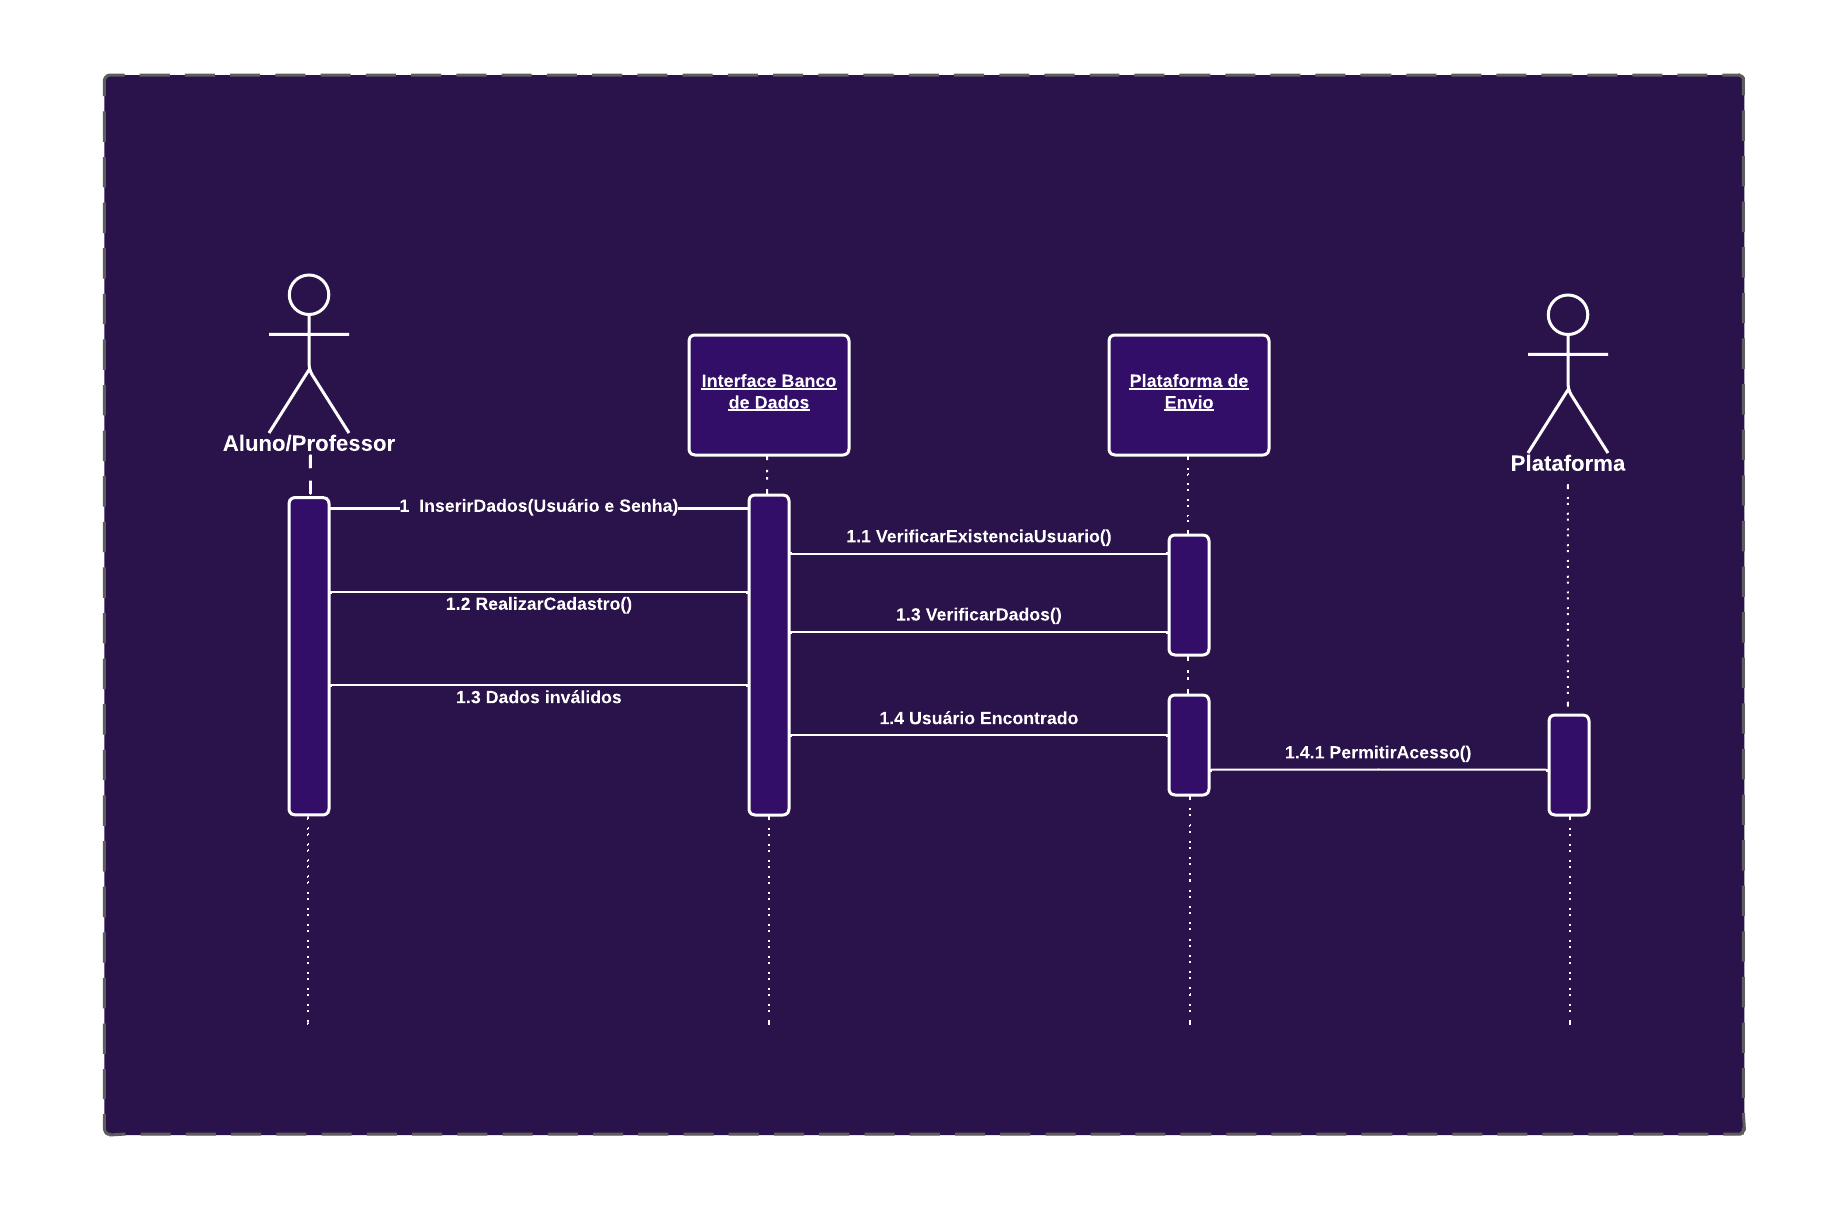 Interface Banco
de Dados
Plataforma de
Envio
Aluno/Professor
Plataforma
1  InserirDados(Usuário e Senha)
1.1 VerificarExistenciaUsuario()
1.2 RealizarCadastro()
1.3 VerificarDados()
1.3 Dados inválidos
1.4 Usuário Encontrado
1.4.1 PermitirAcesso()